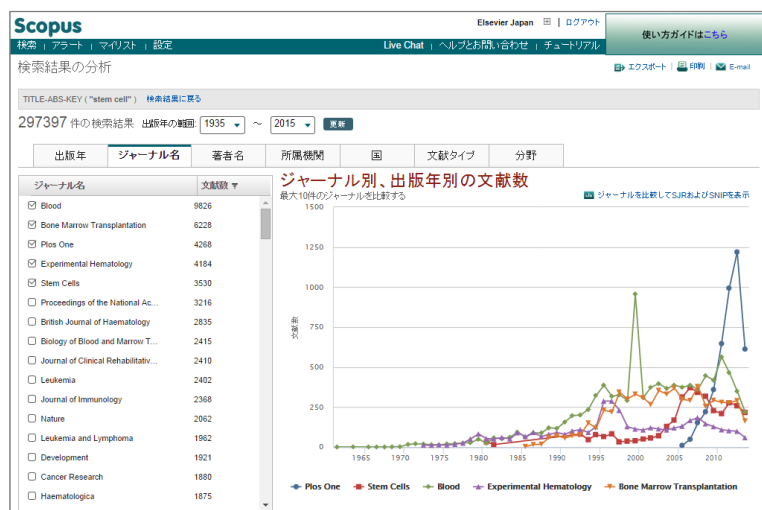 Scopus
Elsevier Japan | ログアウト
使い方ガイドはこちら
検索 | アラート | マイリスト | 設定
Live Chat | ヘルプとお問い合わせ | チュートリアル
検索結果の分析
エクスポート | 印刷 | E-mail
TITLE-ABS-KEY ( "stem cell" ) 検索結果に戻る
297397 件の検索結果 出版年の範囲: 1935 ～ 2015 更新
出版年 ジャーナル名 著者名 所属機関 国 文献タイプ 分野
ジャーナル名 文献数
Blood 9826
Bone Marrow Transplantation 6228
Plos One 4268
Experimental Hematology 4184
Stem Cells 3530
Proceedings of the National Ac... 3216
British Journal of Haematology 2835
Biology of Blood and Marrow T... 2415
Journal of Clinical Rehabilitativ... 2410
Leukemia 2402
Journal of Immunology 2368
Nature 2062
Leukemia and Lymphoma 1962
Development 1921
Cancer Research 1880
Haematologica 1875
ジャーナル別、出版年別の文献数
最大10件のジャーナルを比較する
ジャーナルを比較してSJRおよびSNIPを表示
文献数
1500
1250
1000
750
500
250
0
1965 1970 1975 1980 1985 1990 1995 2000 2005 2010
Plos One Stem Cells Blood Experimental Hematology Bone Marrow Transplantation